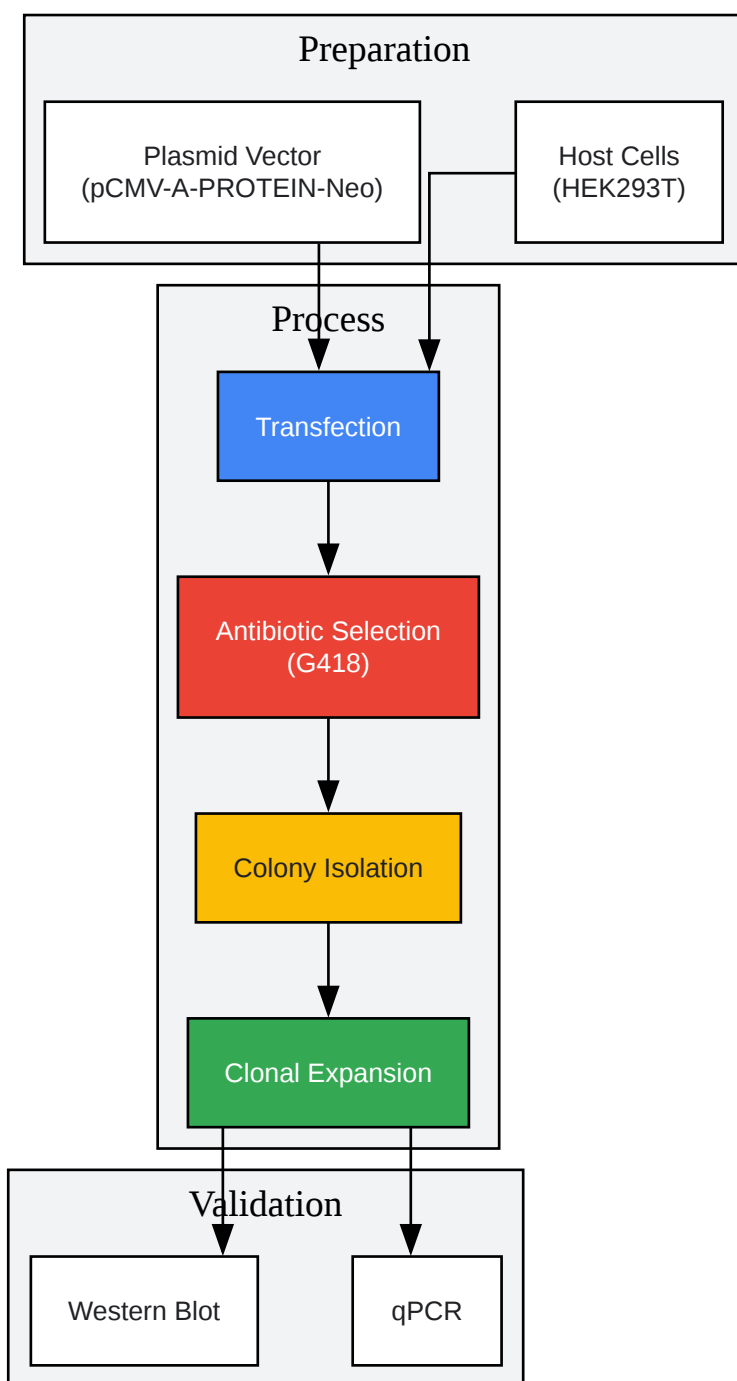 Preparation
Plasmid Vector
(pCMV-A-PROTEIN-Neo)
Host Cells
(HEK293T)
Process
Transfection
Antibiotic Selection
(G418)
Colony Isolation
Clonal Expansion
Validation
Western Blot
qPCR